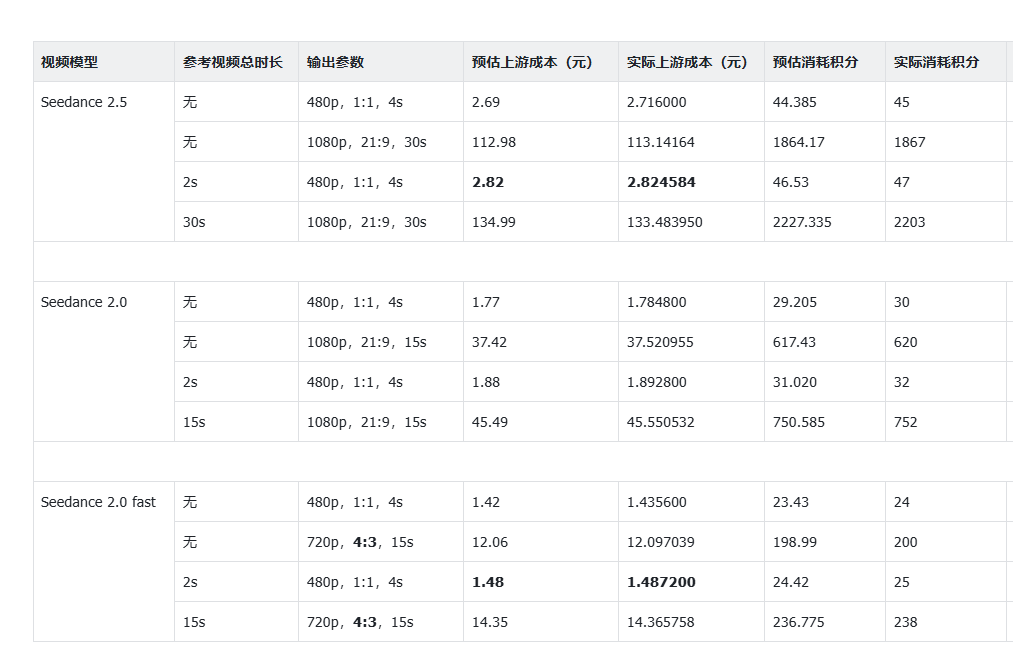 视频模型 参考视频总时长 输出参数 预估上游成本（元） 实际上游成本（元） 预估消耗积分 实际消耗积分
Seedance 2.5 无 480p，1:1，4s 2.69 2.716000 44.385 45
无 1080p，21:9，30s 112.98 113.14164 1864.17 1867
2s 480p，1:1，4s 2.82 2.824584 46.53 47
30s 1080p，21:9，30s 134.99 133.483950 2227.335 2203
Seedance 2.0 无 480p，1:1，4s 1.77 1.784800 29.205 30
无 1080p，21:9，15s 37.42 37.520955 617.43 620
2s 480p，1:1，4s 1.88 1.892800 31.020 32
15s 1080p，21:9，15s 45.49 45.550532 750.585 752
Seedance 2.0 fast 无 480p，1:1，4s 1.42 1.435600 23.43 24
无 720p，4:3，15s 12.06 12.097039 198.99 200
2s 480p，1:1，4s 1.48 1.487200 24.42 25
15s 720p，4:3，15s 14.35 14.365758 236.775 238